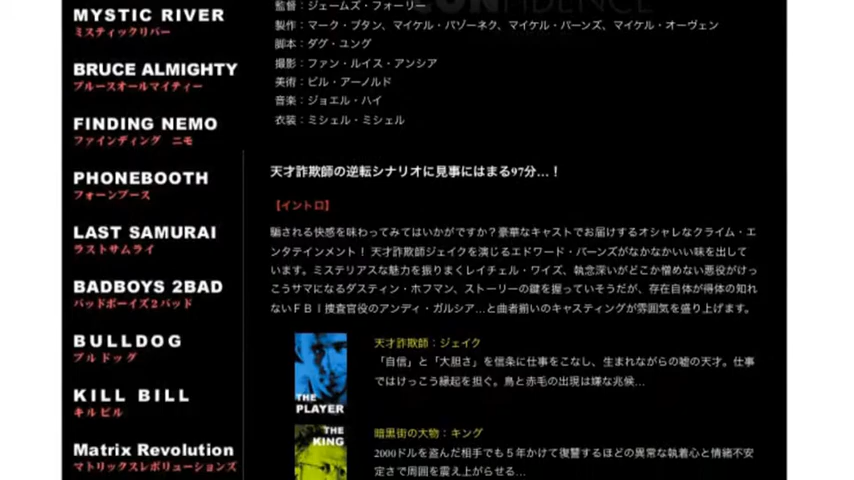 MYSTIC RIVER
ミスティックリバー
BRUCE ALMIGHTY
ブルースオールマイティー
FINDING NEMO
ファインディング ニモ
PHONEBOOTH
フォーンブース
LAST SAMURAI
ラストサムライ
BADBOYS 2BAD
バッドボーイズ2バッド
BULLDOG
ブルドッグ
KILL BILL
キルビル
Matrix Revolution
マトリックスレボリューションズ
ONFIDENCE
監督：ジェームズ・フォーリー
製作：マーク・ブタン、マイケル・パゾーネク、マイケル・バーンズ、マイケル・オーヴェン
脚本：ダグ・ユング
撮影：ファン・ルイス・アンシア
美術：ビル・アーノルド
音楽：ジョエル・ハイ
衣装：ミシェル・ミシェル
天才詐欺師の逆転シナリオに見事にはまる97分…！
【イントロ】
騙される快感を味わってみてはいかがですか？豪華なキャストでお届けするオシャレなクライム・エ
ンタテインメント！ 天才詐欺師ジェイクを演じるエドワード・バーンズがなかなかいい味を出して
います。ミステリアスな魅力を振りまくレイチェル・ワイズ、執念深いがどこか憎めない悪役がけっ
こうサマになるダスティン・ホフマン、ストーリーの鍵を握っていそうだが、存在自体が得体の知れ
ないＦＢＩ捜査官役のアンディ・ガルシア…と曲者揃いのキャスティングが雰囲気を盛り上げます。
THE
PLAYER
天才詐欺師：ジェイク
「自信」と「大胆さ」を信条に仕事をこなし、生まれながらの嘘の天才。仕事
ではけっこう縁起を担ぐ。鳥と赤毛の出現は嫌な兆候…
THE
KING
暗黒街の大物：キング
2000ドルを盗んだ相手でも５年かけて復讐するほどの異常な執着心と情緒不安
定さで周囲を震え上がらせる…